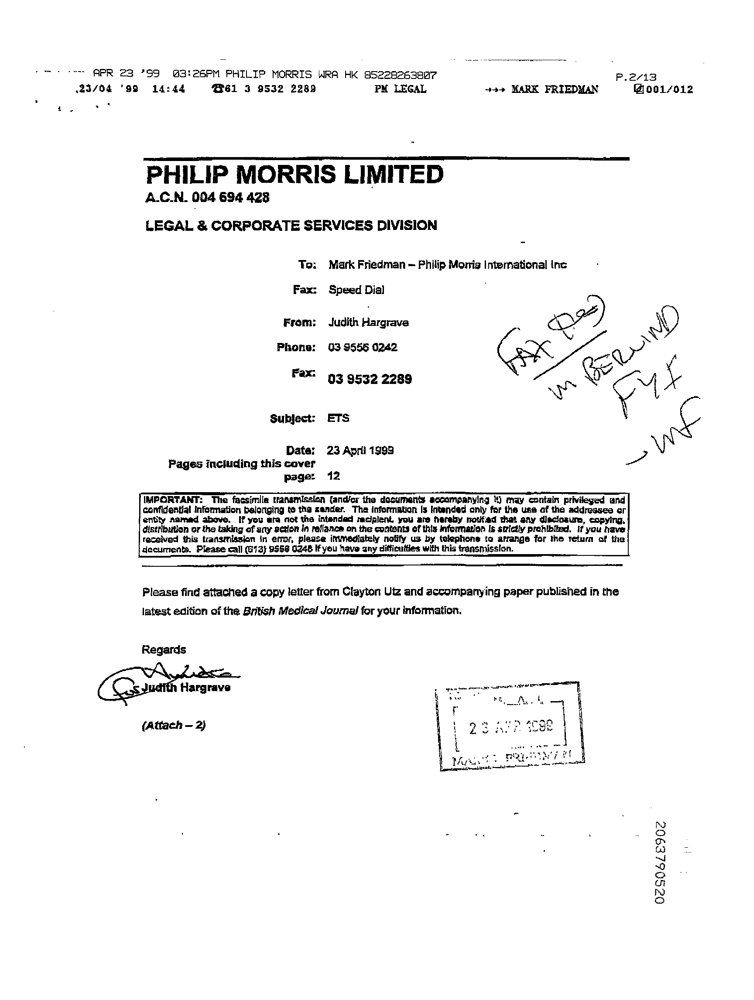 APR 23 '99 03:26PM PHILIP MORRIS WRA HK 85228263807 P.2/13
23/04 '99 14:44 ☎61 3 9532 2289 PM LEGAL →→→ MARK FRIEDMAN 001/012
PHILIP MORRIS LIMITED
A.C.N. 004 694 428
LEGAL & CORPORATE SERVICES DIVISION
To: Mark Friedman – Philip Morris International Inc
Fax: Speed Dial
From: Judith Hargrave
Phone: 03 9556 0242
Fax: 03 9532 2289
FAX
M BERWIND
FYI
- MF
Subject: ETS
Date: 23 April 1999
Pages including this cover
page: 12
IMPORTANT: The facsimile transmission (and/or the documents accompanying it) may contain privileged and
confidential information belonging to the sender. The information is intended only for the use of the addressee or
entity named above. If you are not the intended recipient, you are hereby notified that any disclosure, copying,
distribution or the taking of any action in reliance on the contents of this information is strictly prohibited. If you have
received this transmission in error, please immediately notify us by telephone to arrange for the return of the
documents. Please call (613) 9556 0248 if you have any difficulties with this transmission.
Please find attached a copy letter from Clayton Utz and accompanying paper published in the
latest edition of the British Medical Journal for your information.
Regards
Judith Hargrave
(Attach – 2)
23 APR 1999
2063790520